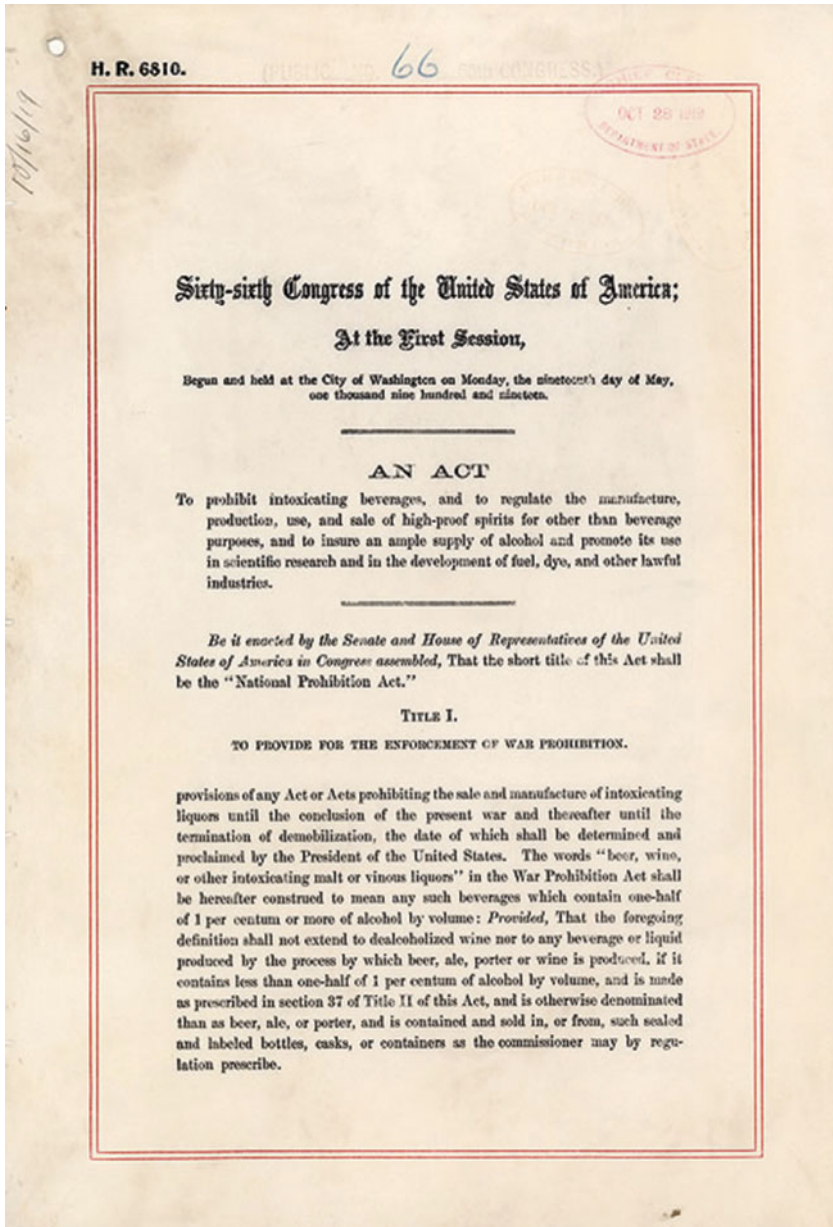 H. R. 6810.
(PUBLIC NO. 66 66TH CONGRESS.)
10/16/19
CHIEF CLERK
OCT 28 1919
DEPARTMENT OF STATE.
Sixty-sixth Congress of the United States of America;
At the First Session,
Begun and held at the City of Washington on Monday, the nineteenth day of May,
one thousand nine hundred and nineteen.
AN ACT
To prohibit intoxicating beverages, and to regulate the manufacture,
production, use, and sale of high-proof spirits for other than beverage
purposes, and to insure an ample supply of alcohol and promote its use
in scientific research and in the development of fuel, dye, and other lawful
industries.
Be it enacted by the Senate and House of Representatives of the United
States of America in Congress assembled, That the short title of this Act shall
be the “National Prohibition Act.”
TITLE I.
TO PROVIDE FOR THE ENFORCEMENT OF WAR PROHIBITION.
provisions of any Act or Acts prohibiting the sale and manufacture of intoxicating
liquors until the conclusion of the present war and thereafter until the
termination of demobilization, the date of which shall be determined and
proclaimed by the President of the United States. The words “beer, wine,
or other intoxicating malt or vinous liquors” in the War Prohibition Act shall
be hereafter construed to mean any such beverages which contain one-half
of 1 per centum or more of alcohol by volume: Provided, That the foregoing
definition shall not extend to dealcoholized wine nor to any beverage or liquid
produced by the process by which beer, ale, porter or wine is produced, if it
contains less than one-half of 1 per centum of alcohol by volume, and is made
as prescribed in section 37 of Title II of this Act, and is otherwise denominated
than as beer, ale, or porter, and is contained and sold in, or from, such sealed
and labeled bottles, casks, or containers as the commissioner may by regu-
lation prescribe.